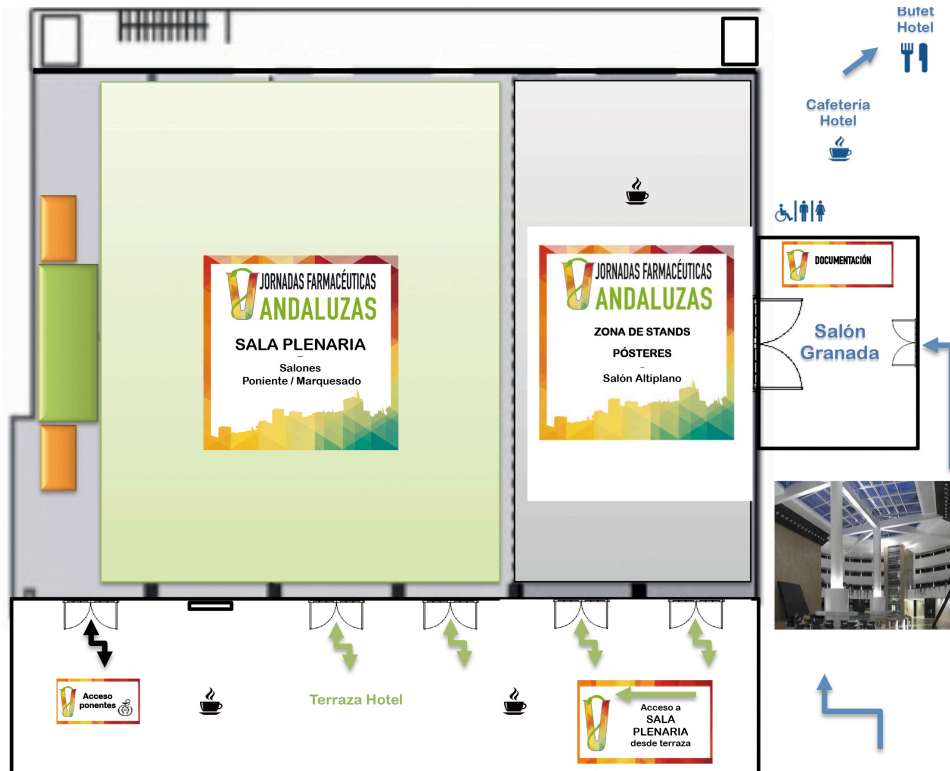 Bufet
Hotel
Cafetería
Hotel
JORNADAS FARMACÉUTICAS
ANDALUZAS
SALA PLENARIA
–
Salones
Poniente / Marquesado
JORNADAS FARMACÉUTICAS
ANDALUZAS
ZONA DE STANDS
PÓSTERES
–
Salón Altiplano
DOCUMENTACIÓN
Salón
Granada
Acceso
ponentes
Terraza Hotel
Acceso a
SALA
PLENARIA
desde terraza